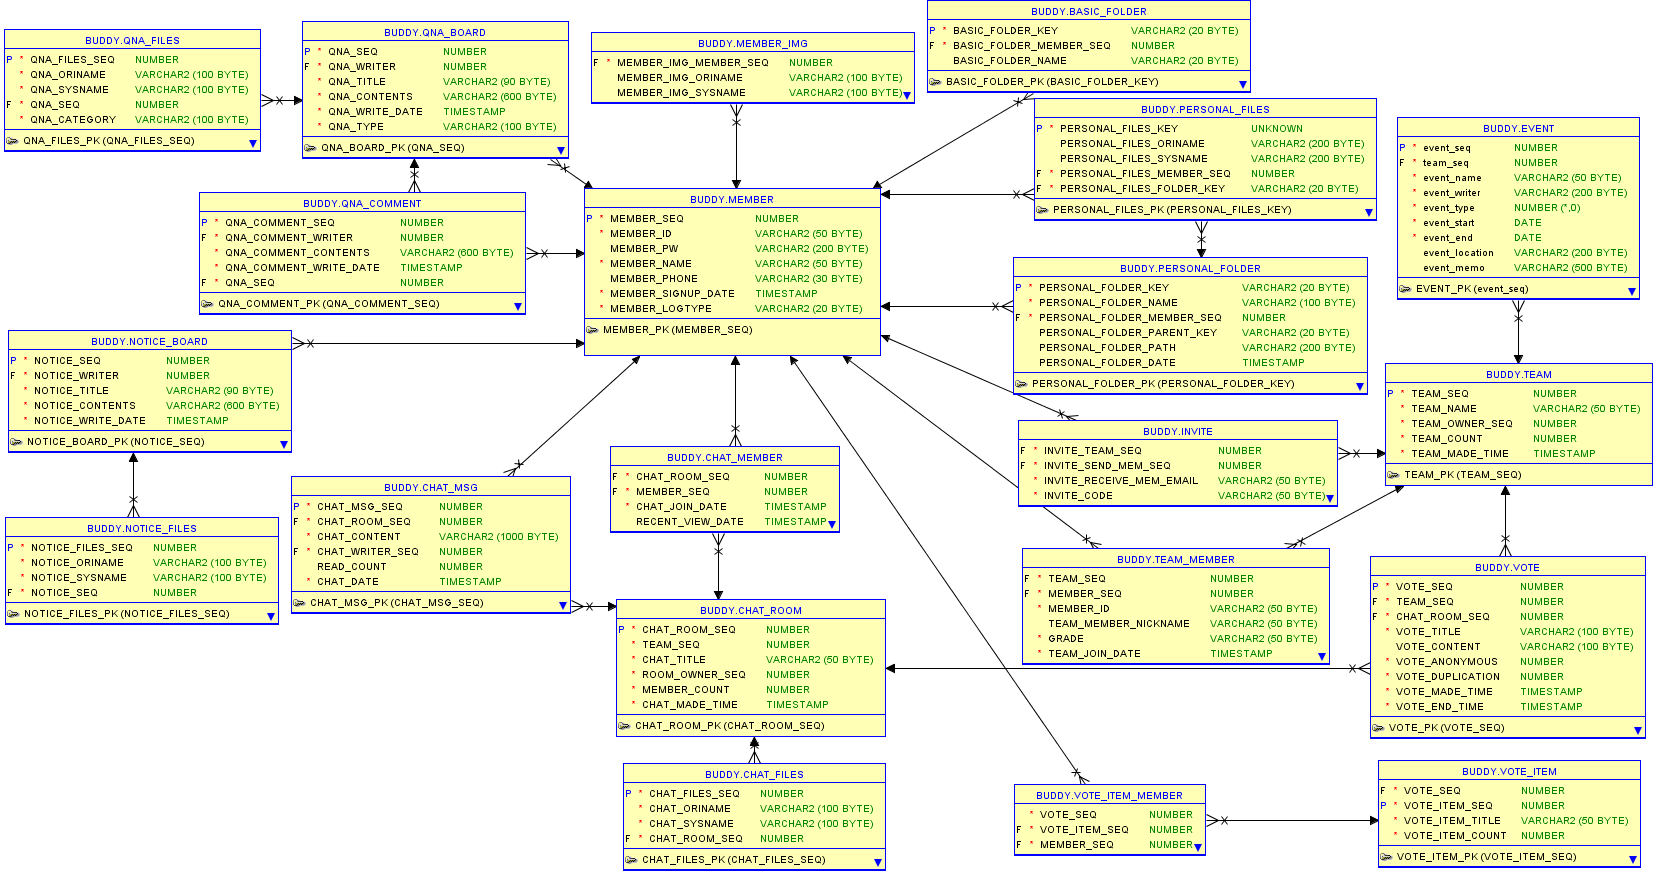 BUDDY.QNA_FILES
P * QNA_FILES_SEQ NUMBER
* QNA_ORINAME VARCHAR2 (100 BYTE)
* QNA_SYSNAME VARCHAR2 (100 BYTE)
F * QNA_SEQ NUMBER
* QNA_CATEGORY VARCHAR2 (100 BYTE)
QNA_FILES_PK (QNA_FILES_SEQ)
BUDDY.QNA_BOARD
P * QNA_SEQ NUMBER
F * QNA_WRITER NUMBER
* QNA_TITLE VARCHAR2 (90 BYTE)
* QNA_CONTENTS VARCHAR2 (600 BYTE)
* QNA_WRITE_DATE TIMESTAMP
* QNA_TYPE VARCHAR2 (100 BYTE)
QNA_BOARD_PK (QNA_SEQ)
BUDDY.MEMBER_IMG
F * MEMBER_IMG_MEMBER_SEQ NUMBER
MEMBER_IMG_ORINAME VARCHAR2 (100 BYTE)
MEMBER_IMG_SYSNAME VARCHAR2 (100 BYTE)
BUDDY.BASIC_FOLDER
P * BASIC_FOLDER_KEY VARCHAR2 (20 BYTE)
F * BASIC_FOLDER_MEMBER_SEQ NUMBER
BASIC_FOLDER_NAME VARCHAR2 (20 BYTE)
BASIC_FOLDER_PK (BASIC_FOLDER_KEY)
BUDDY.PERSONAL_FILES
P * PERSONAL_FILES_KEY UNKNOWN
PERSONAL_FILES_ORINAME VARCHAR2 (200 BYTE)
PERSONAL_FILES_SYSNAME VARCHAR2 (200 BYTE)
F * PERSONAL_FILES_MEMBER_SEQ NUMBER
F * PERSONAL_FILES_FOLDER_KEY VARCHAR2 (20 BYTE)
PERSONAL_FILES_PK (PERSONAL_FILES_KEY)
BUDDY.EVENT
P * event_seq NUMBER
F * team_seq NUMBER
* event_name VARCHAR2 (50 BYTE)
* event_writer VARCHAR2 (200 BYTE)
* event_type NUMBER (*,0)
* event_start DATE
* event_end DATE
event_location VARCHAR2 (200 BYTE)
event_memo VARCHAR2 (500 BYTE)
EVENT_PK (event_seq)
BUDDY.QNA_COMMENT
P * QNA_COMMENT_SEQ NUMBER
F * QNA_COMMENT_WRITER NUMBER
* QNA_COMMENT_CONTENTS VARCHAR2 (600 BYTE)
* QNA_COMMENT_WRITE_DATE TIMESTAMP
F * QNA_SEQ NUMBER
QNA_COMMENT_PK (QNA_COMMENT_SEQ)
BUDDY.MEMBER
P * MEMBER_SEQ NUMBER
* MEMBER_ID VARCHAR2 (50 BYTE)
MEMBER_PW VARCHAR2 (200 BYTE)
* MEMBER_NAME VARCHAR2 (50 BYTE)
MEMBER_PHONE VARCHAR2 (30 BYTE)
* MEMBER_SIGNUP_DATE TIMESTAMP
* MEMBER_LOGTYPE VARCHAR2 (20 BYTE)
MEMBER_PK (MEMBER_SEQ)
BUDDY.PERSONAL_FOLDER
P * PERSONAL_FOLDER_KEY VARCHAR2 (20 BYTE)
* PERSONAL_FOLDER_NAME VARCHAR2 (100 BYTE)
F * PERSONAL_FOLDER_MEMBER_SEQ NUMBER
PERSONAL_FOLDER_PARENT_KEY VARCHAR2 (20 BYTE)
PERSONAL_FOLDER_PATH VARCHAR2 (200 BYTE)
PERSONAL_FOLDER_DATE TIMESTAMP
PERSONAL_FOLDER_PK (PERSONAL_FOLDER_KEY)
BUDDY.NOTICE_BOARD
P * NOTICE_SEQ NUMBER
F * NOTICE_WRITER NUMBER
* NOTICE_TITLE VARCHAR2 (90 BYTE)
* NOTICE_CONTENTS VARCHAR2 (600 BYTE)
* NOTICE_WRITE_DATE TIMESTAMP
NOTICE_BOARD_PK (NOTICE_SEQ)
BUDDY.TEAM
P * TEAM_SEQ NUMBER
* TEAM_NAME VARCHAR2 (50 BYTE)
* TEAM_OWNER_SEQ NUMBER
* TEAM_COUNT NUMBER
* TEAM_MADE_TIME TIMESTAMP
TEAM_PK (TEAM_SEQ)
BUDDY.INVITE
F * INVITE_TEAM_SEQ NUMBER
F * INVITE_SEND_MEM_SEQ NUMBER
* INVITE_RECEIVE_MEM_EMAIL VARCHAR2 (50 BYTE)
* INVITE_CODE VARCHAR2 (50 BYTE)
BUDDY.CHAT_MEMBER
F * CHAT_ROOM_SEQ NUMBER
F * MEMBER_SEQ NUMBER
* CHAT_JOIN_DATE TIMESTAMP
RECENT_VIEW_DATE TIMESTAMP
BUDDY.CHAT_MSG
P * CHAT_MSG_SEQ NUMBER
F * CHAT_ROOM_SEQ NUMBER
* CHAT_CONTENT VARCHAR2 (1000 BYTE)
F * CHAT_WRITER_SEQ NUMBER
READ_COUNT NUMBER
* CHAT_DATE TIMESTAMP
CHAT_MSG_PK (CHAT_MSG_SEQ)
BUDDY.NOTICE_FILES
P * NOTICE_FILES_SEQ NUMBER
* NOTICE_ORINAME VARCHAR2 (100 BYTE)
* NOTICE_SYSNAME VARCHAR2 (100 BYTE)
F * NOTICE_SEQ NUMBER
NOTICE_FILES_PK (NOTICE_FILES_SEQ)
BUDDY.TEAM_MEMBER
F * TEAM_SEQ NUMBER
F * MEMBER_SEQ NUMBER
* MEMBER_ID VARCHAR2 (50 BYTE)
TEAM_MEMBER_NICKNAME VARCHAR2 (50 BYTE)
* GRADE VARCHAR2 (50 BYTE)
* TEAM_JOIN_DATE TIMESTAMP
BUDDY.VOTE
P * VOTE_SEQ NUMBER
F * TEAM_SEQ NUMBER
F * CHAT_ROOM_SEQ NUMBER
* VOTE_TITLE VARCHAR2 (100 BYTE)
VOTE_CONTENT VARCHAR2 (100 BYTE)
* VOTE_ANONYMOUS NUMBER
* VOTE_DUPLICATION NUMBER
* VOTE_MADE_TIME TIMESTAMP
* VOTE_END_TIME TIMESTAMP
VOTE_PK (VOTE_SEQ)
BUDDY.CHAT_ROOM
P * CHAT_ROOM_SEQ NUMBER
* TEAM_SEQ NUMBER
* CHAT_TITLE VARCHAR2 (50 BYTE)
* ROOM_OWNER_SEQ NUMBER
* MEMBER_COUNT NUMBER
* CHAT_MADE_TIME TIMESTAMP
CHAT_ROOM_PK (CHAT_ROOM_SEQ)
BUDDY.CHAT_FILES
P * CHAT_FILES_SEQ NUMBER
* CHAT_ORINAME VARCHAR2 (100 BYTE)
* CHAT_SYSNAME VARCHAR2 (100 BYTE)
F * CHAT_ROOM_SEQ NUMBER
CHAT_FILES_PK (CHAT_FILES_SEQ)
BUDDY.VOTE_ITEM_MEMBER
* VOTE_SEQ NUMBER
F * VOTE_ITEM_SEQ NUMBER
F * MEMBER_SEQ NUMBER
BUDDY.VOTE_ITEM
F * VOTE_SEQ NUMBER
P * VOTE_ITEM_SEQ NUMBER
* VOTE_ITEM_TITLE VARCHAR2 (50 BYTE)
* VOTE_ITEM_COUNT NUMBER
VOTE_ITEM_PK (VOTE_ITEM_SEQ)